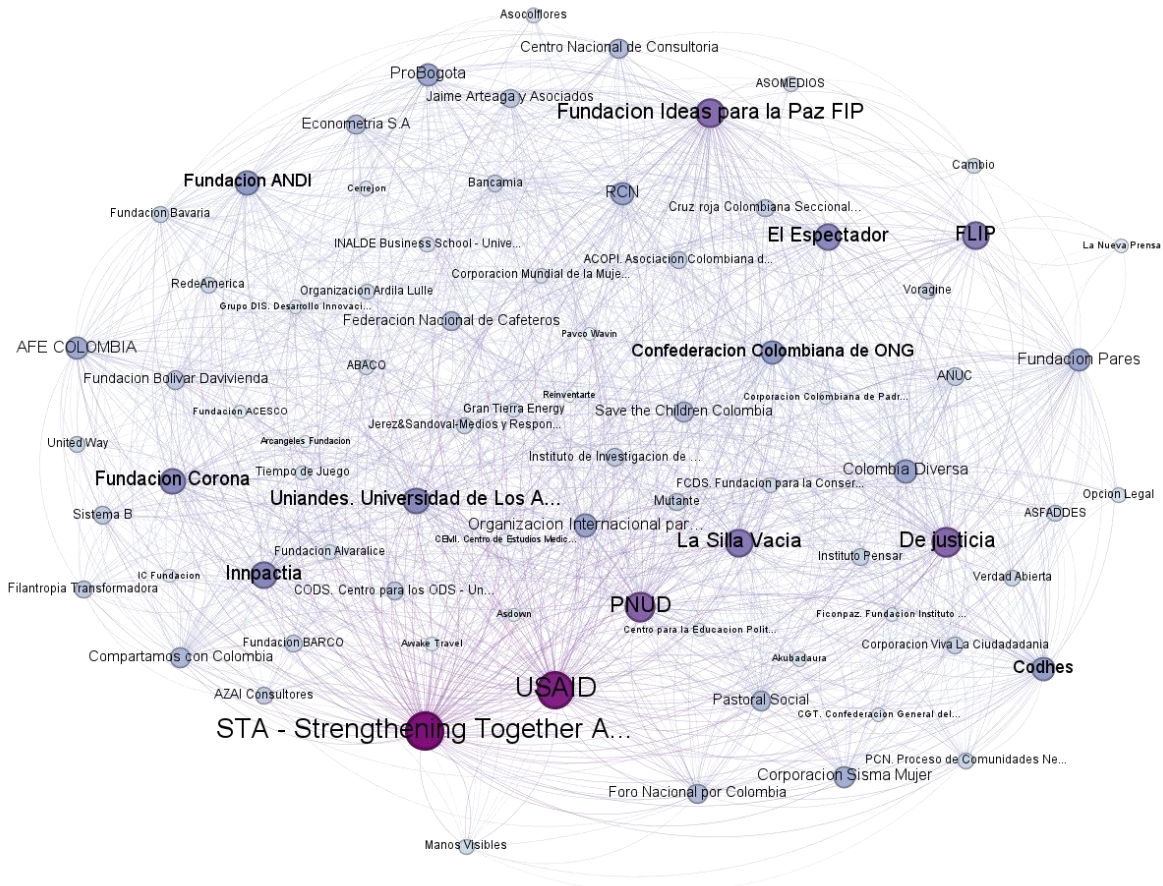 Asocolflores
Centro Nacional de Consultoria
ProBogota
ASOMEDIOS
Jaime Arteaga y Asociados
Fundacion Ideas para la Paz FIP
Econometria S.A
Cambio
Fundacion ANDI
Cerrejon
Bancamia
RCN
Cruz roja Colombiana Seccional...
Fundacion Bavaria
El Espectador
FLIP
INALDE Business School - Unive...
La Nueva Prensa
ACOPI. Asociacion Colombiana d...
Corporacion Mundial de la Muje...
RedeAmerica
Organizacion Ardila Lulle
Voragine
Grupo DIS. Desarrollo Innovaci...
Federacion Nacional de Cafeteros
Pavco Wavin
AFE COLOMBIA
Confederacion Colombiana de ONG
Fundacion Pares
ABACO
Fundacion Bolivar Davivienda
ANUC
Reinventarte
Corporacion Colombiana de Padr...
Fundacion ACESCO
Gran Tierra Energy
Save the Children Colombia
Jerez&Sandoval-Medios y Respon...
United Way
Arcangeles Fundacion
Instituto de Investigacion de ...
Tiempo de Juego
Colombia Diversa
Fundacion Corona
FCDS. Fundacion para la Conser...
Uniandes. Universidad de Los A...
Mutante
Opcion Legal
Sistema B
ASFADDES
Organizacion Internacional par...
CEMI. Centro de Estudios Medic...
La Silla Vacia
De justicia
Fundacion Alvaralice
Instituto Pensar
Innpactia
IC Fundacion
Verdad Abierta
Filantropia Transformadora
CODS. Centro para los ODS - Un...
PNUD
Asdown
Ficonpaz. Fundacion Instituto ...
Centro para la Educacion Polit...
Fundacion BARCO
Awake Travel
Corporacion Viva La Ciudadadania
Compartamos con Colombia
Akubadaura
Codhes
USAID
AZAI Consultores
Pastoral Social
CGT. Confederacion General del...
STA - Strengthening Together A...
PCN. Proceso de Comunidades Ne...
Corporacion Sisma Mujer
Foro Nacional por Colombia
Manos Visibles